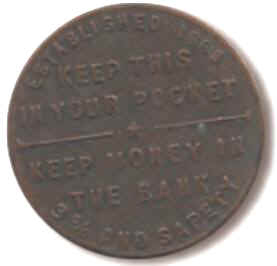 ESTABLISHED
KEEP THIS
IN YOUR POCKET
KEEP MONEY IN
THE BANK
3% AND SAFETY